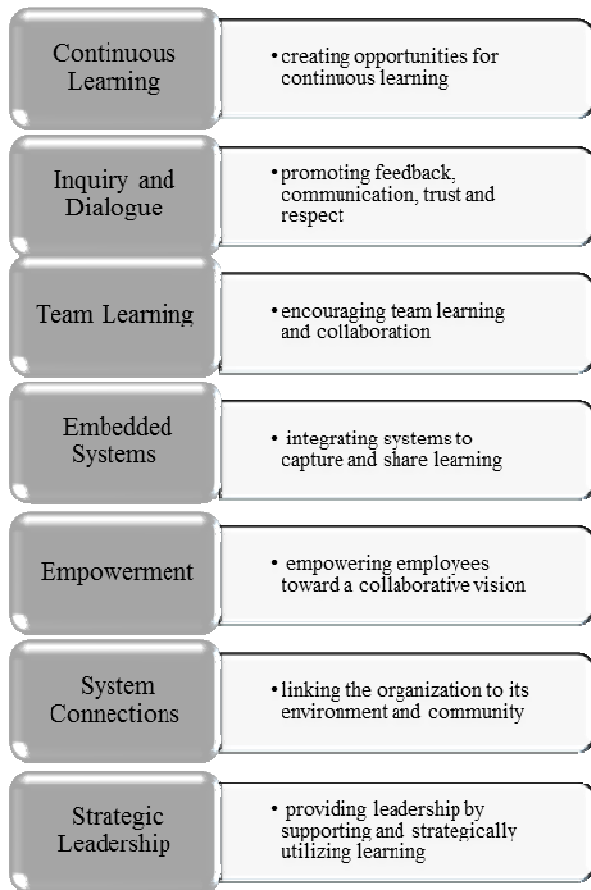 Continuous
Learning
• creating opportunities for
continuous learning
Inquiry and
Dialogue
• promoting feedback,
communication, trust and
respect
Team Learning
• encouraging team learning
and collaboration
Embedded
Systems
• integrating systems to
capture and share learning
Empowerment
• empowering employees
toward a collaborative vision
System
Connections
• linking the organization to its
environment and community
Strategic
Leadership
• providing leadership by
supporting and strategically
utilizing learning